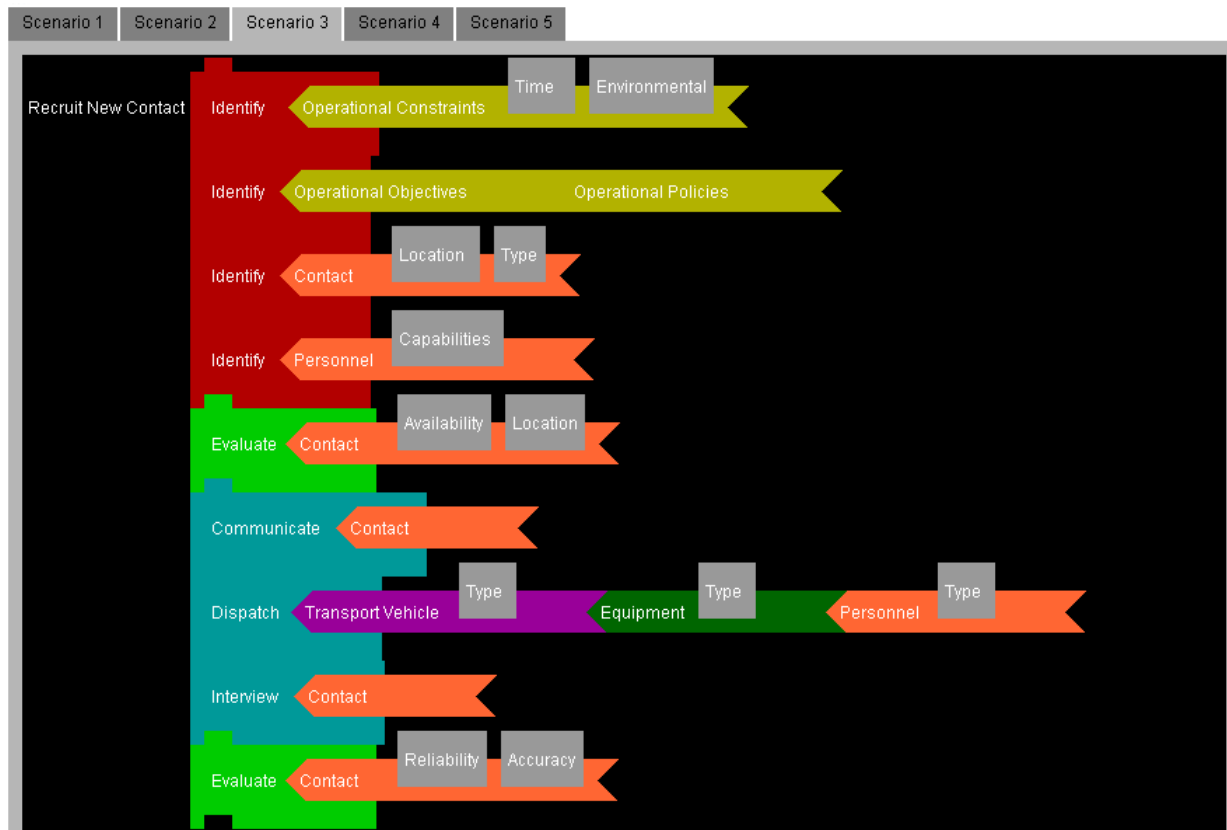 Scenario 1 Scenario 2 Scenario 3 Scenario 4 Scenario 5
Recruit New Contact Identify Operational Constraints Time Environmental
Identify Operational Objectives Operational Policies
Identify Contact Location Type
Identify Personnel Capabilities
Evaluate Contact Availability Location
Communicate Contact
Dispatch Transport Vehicle Type Equipment Type Personnel Type
Interview Contact
Evaluate Contact Reliability Accuracy